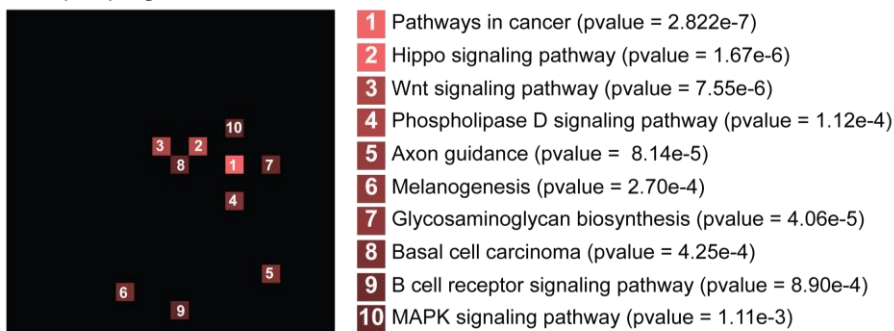 1 Pathways in cancer (pvalue = 2.822e-7)
2 Hippo signaling pathway (pvalue = 1.67e-6)
3 Wnt signaling pathway (pvalue = 7.55e-6)
4 Phospholipase D signaling pathway (pvalue = 1.12e-4)
5 Axon guidance (pvalue = 8.14e-5)
6 Melanogenesis (pvalue = 2.70e-4)
7 Glycosaminoglycan biosynthesis (pvalue = 4.06e-5)
8 Basal cell carcinoma (pvalue = 4.25e-4)
9 B cell receptor signaling pathway (pvalue = 8.90e-4)
10 MAPK signaling pathway (pvalue = 1.11e-3)
10
3 2
8 1 7
4
5
6
9